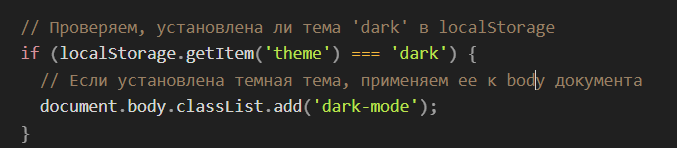 // Проверяем, установлена ли тема 'dark' в localStorage
if (localStorage.getItem('theme') === 'dark') {
// Если установлена темная тема, применяем ее к body документа
document.body.classList.add('dark-mode');
}